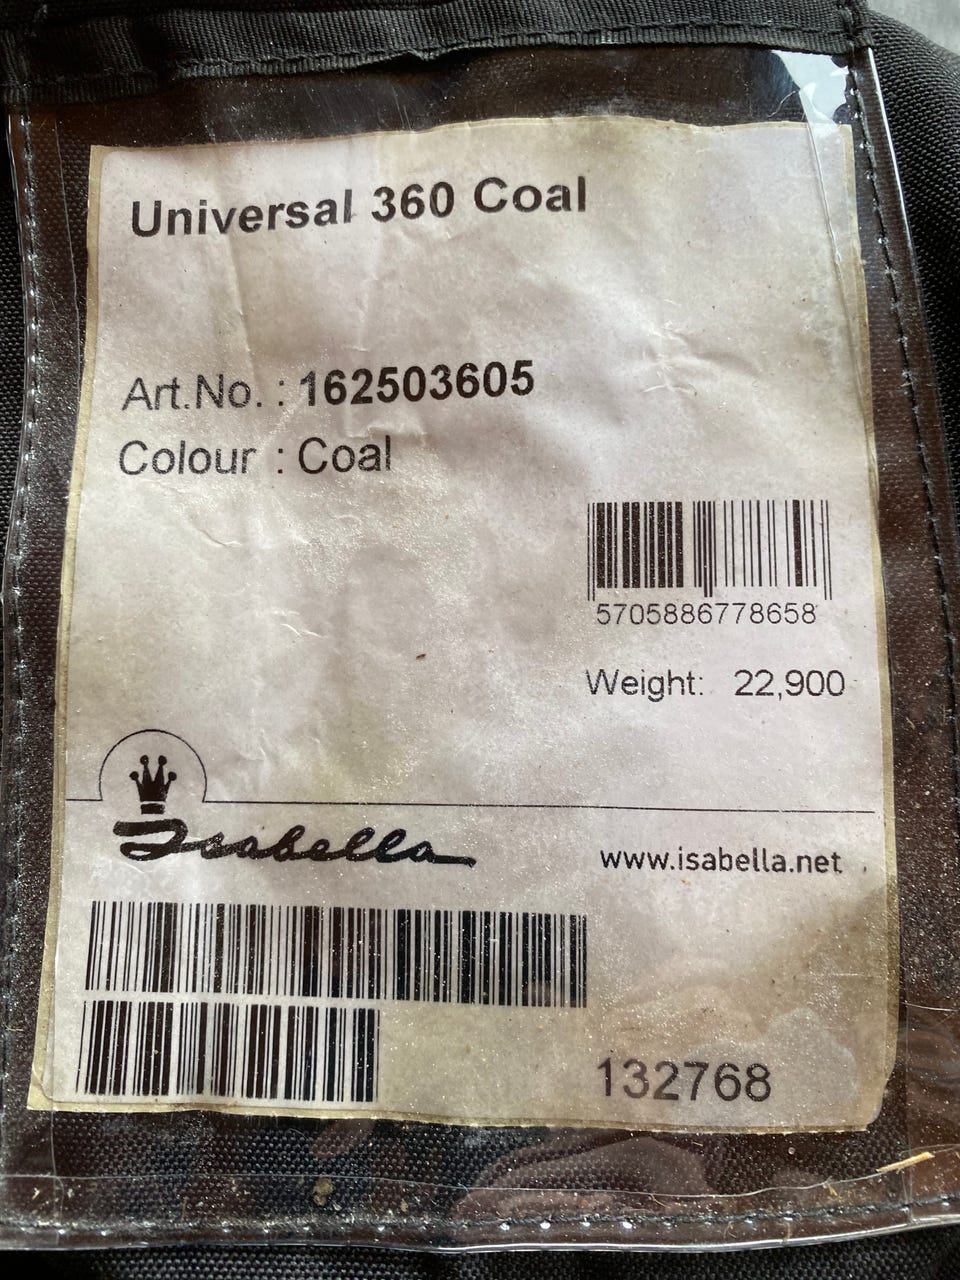 Universal 360 Coal
Art.No. : 162503605
Colour : Coal
5705886778658
Weight: 22,900
Isabella
www.isabella.net
132768